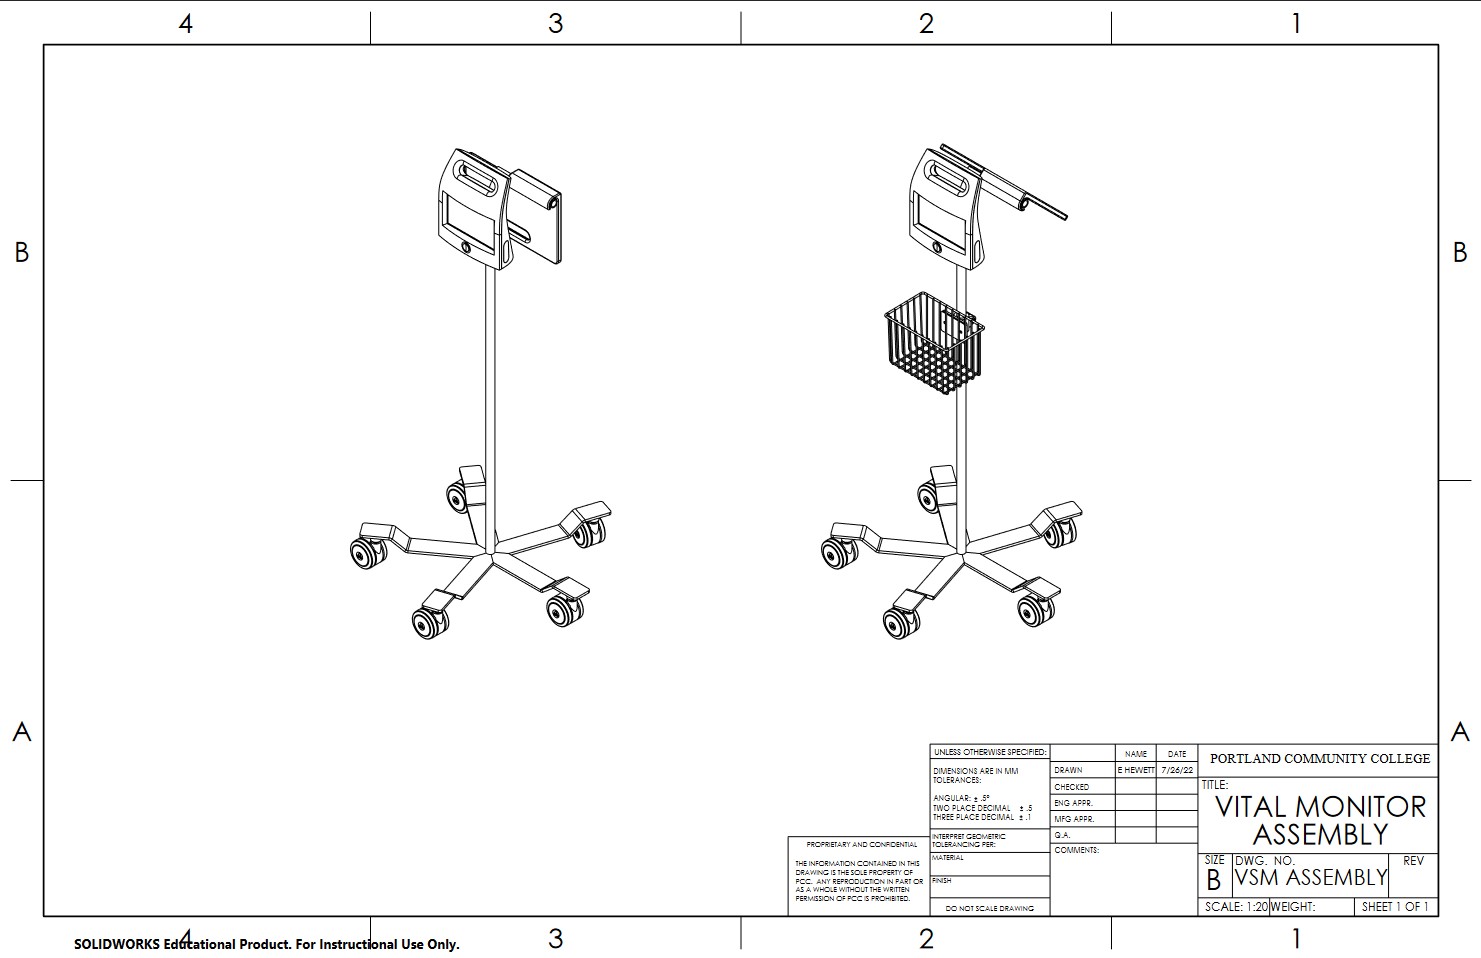 4 3 2 1
B B
A A
UNLESS OTHERWISE SPECIFIED:
DIMENSIONS ARE IN MM
TOLERANCES:
ANGULAR: ± .5°
TWO PLACE DECIMAL ± .5
THREE PLACE DECIMAL ± .1
INTERPRET GEOMETRIC
TOLERANCING PER:
MATERIAL
FINISH
DO NOT SCALE DRAWING
PROPRIETARY AND CONFIDENTIAL
THE INFORMATION CONTAINED IN THIS
DRAWING IS THE SOLE PROPERTY OF
PCC. ANY REPRODUCTION IN PART OR
AS A WHOLE WITHOUT THE WRITTEN
PERMISSION OF PCC IS PROHIBITED.
NAME DATE
DRAWN E HEWETT 7/26/22
CHECKED
ENG APPR.
MFG APPR.
Q.A.
COMMENTS:
PORTLAND COMMUNITY COLLEGE
TITLE:
VITAL MONITOR
ASSEMBLY
SIZE DWG. NO. REV
B VSM ASSEMBLY
SCALE: 1:20 WEIGHT: SHEET 1 OF 1
4 3 2 1
SOLIDWORKS Educational Product. For Instructional Use Only.